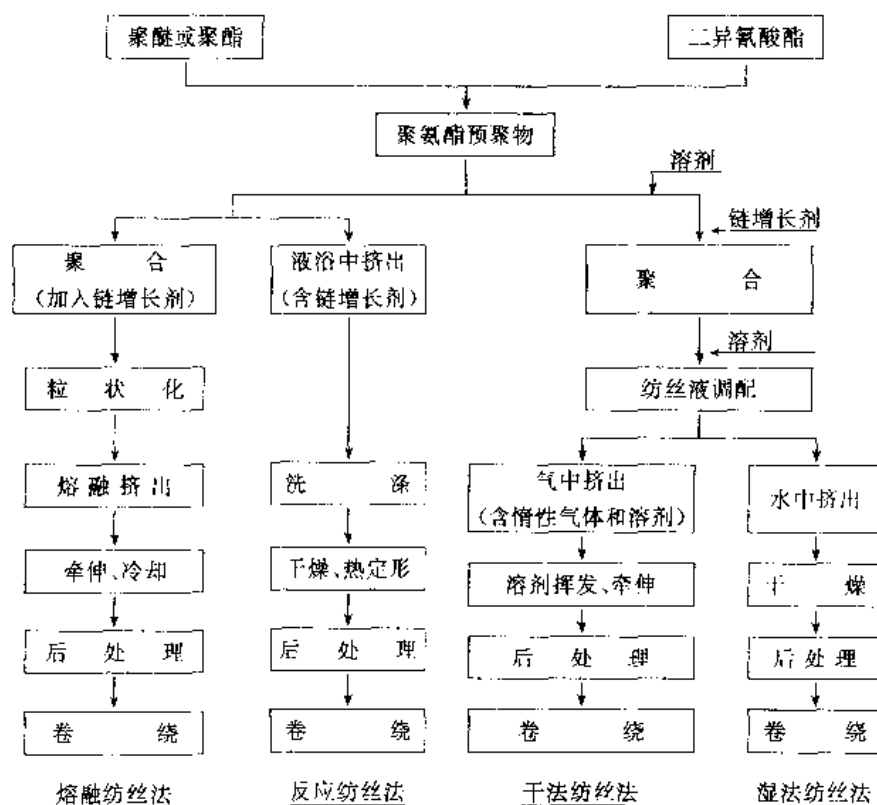 聚醚或聚酯
二异氰酸酯
聚氨酯预聚物
溶剂
链增长剂
聚 合
(加入链增长剂)
液浴中挤出
(含链增长剂)
聚 合
溶剂
粒 状 化
纺丝液调配
熔融挤出
洗 涤
气中挤出
(含惰性气体和溶剂)
水中挤出
牵伸、冷却
干燥、热定形
溶剂挥发、牵伸
干 燥
后 处 理
后 处 理
后 处 理
后处理
卷 绕
卷 绕
卷 绕
卷 绕
熔融纺丝法
反应纺丝法
干法纺丝法
湿法纺丝法